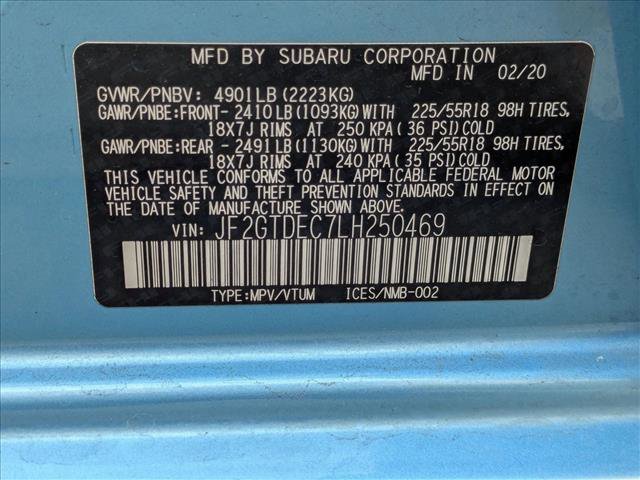 MFD BY SUBARU CORPORATION
MFD IN 02/20
GVWR/PNBV: 4901LB (2223KG)
GAWR/PNBE:FRONT- 2410LB (1093KG)WITH 225/55R18 98H TIRES,
18X7J RIMS AT 250 KPA( 36 PSI)COLD
GAWR/PNBE:REAR - 2491LB (1130KG)WITH 225/55R18 98H TIRES,
18X7J RIMS AT 240 KPA( 35 PSI)COLD
THIS VEHICLE CONFORMS TO ALL APPLICABLE FEDERAL MOTOR
VEHICLE SAFETY AND THEFT PREVENTION STANDARDS IN EFFECT ON
THE DATE OF MANUFACTURE SHOWN ABOVE.
VIN: JF2GTDEC7LH250469
TYPE:MPV/VTUM ICES/NMB-002